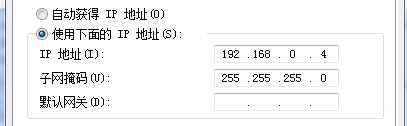 自动获得 IP 地址(O)
使用下面的 IP 地址(S):
IP 地址(I): 192 .168 . 0 . 4
子网掩码(U): 255 .255 .255 . 0
默认网关(D): . . .